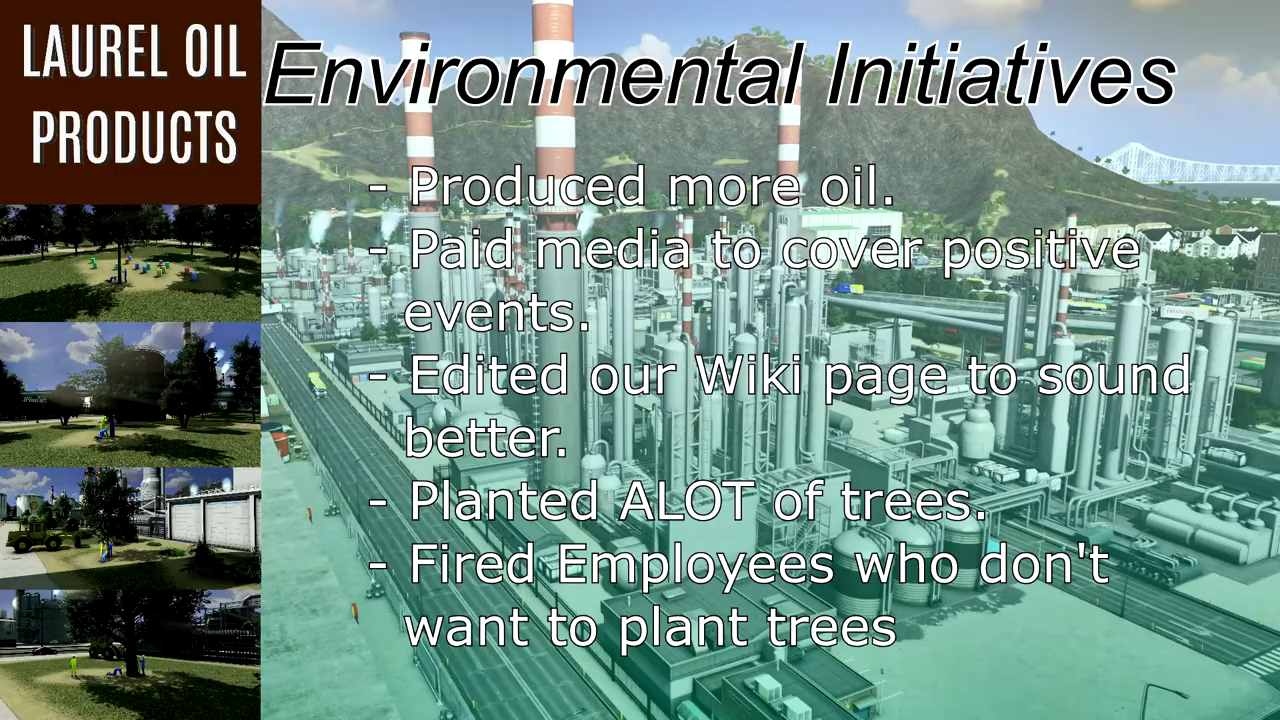 LAUREL OIL
PRODUCTS
Environmental Initiatives
- Produced more oil.
- Paid media to cover positive
events.
- Edited our Wiki page to sound
better.
- Planted ALOT of trees.
- Fired Employees who don't
want to plant trees